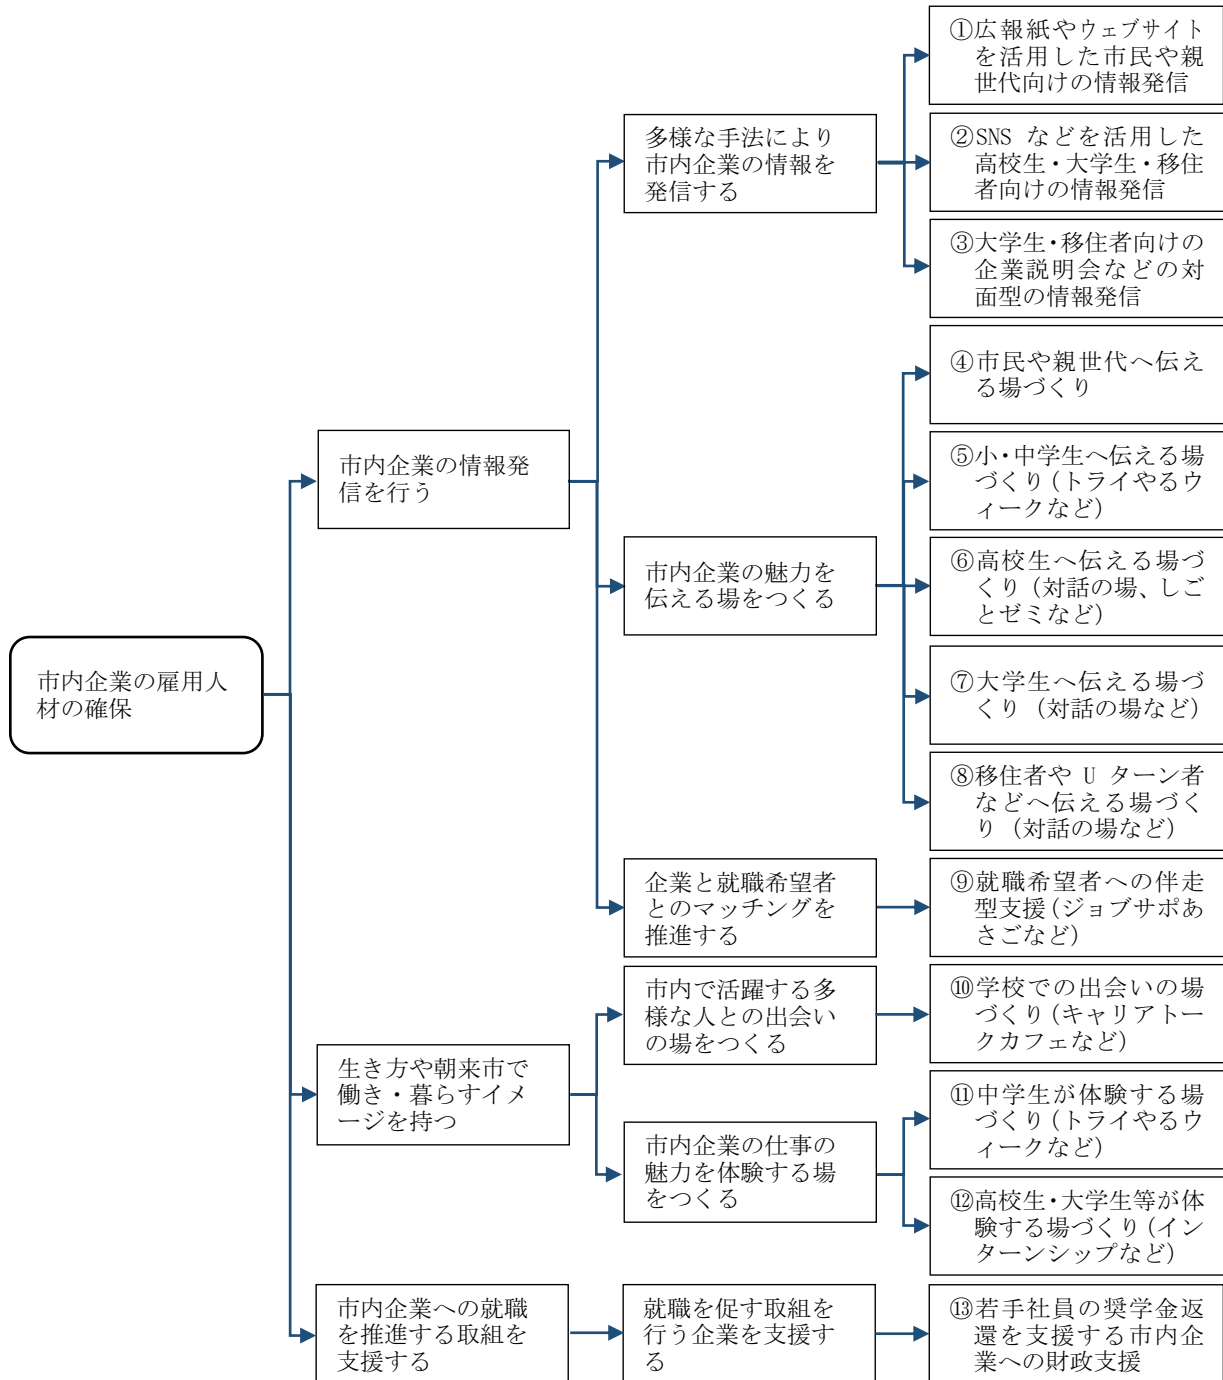 市内企業の雇用人
材の確保
市内企業の情報発
信を行う
多様な手法により
市内企業の情報を
発信する
①広報紙やウェブサイト
を活用した市民や親
世代向けの情報発信
②SNS などを活用した
高校生・大学生・移住
者向けの情報発信
③大学生・移住者向けの
企業説明会などの対
面型の情報発信
市内企業の魅力を
伝える場をつくる
④市民や親世代へ伝え
る場づくり
⑤小・中学生へ伝える場
づくり(トライやるウ
ィークなど)
⑥高校生へ伝える場づ
くり(対話の場、しご
とゼミなど)
⑦大学生へ伝える場づ
くり(対話の場など)
⑧移住者や U ターン者
などへ伝える場づく
り(対話の場など)
企業と就職希望者
とのマッチングを
推進する
⑨就職希望者への伴走
型支援(ジョブサポあ
さごなど)
生き方や朝来市で
働き・暮らすイメ
ージを持つ
市内で活躍する多
様な人との出会い
の場をつくる
⑩学校での出会いの場
づくり(キャリアトー
クカフェなど)
市内企業の仕事の
魅力を体験する場
をつくる
⑪中学生が体験する場
づくり(トライやるウ
ィークなど)
⑫高校生・大学生等が体
験する場づくり(イン
ターンシップなど)
市内企業への就職
を推進する取組を
支援する
就職を促す取組を
行う企業を支援す
る
⑬若手社員の奨学金返
還を支援する市内企
業への財政支援